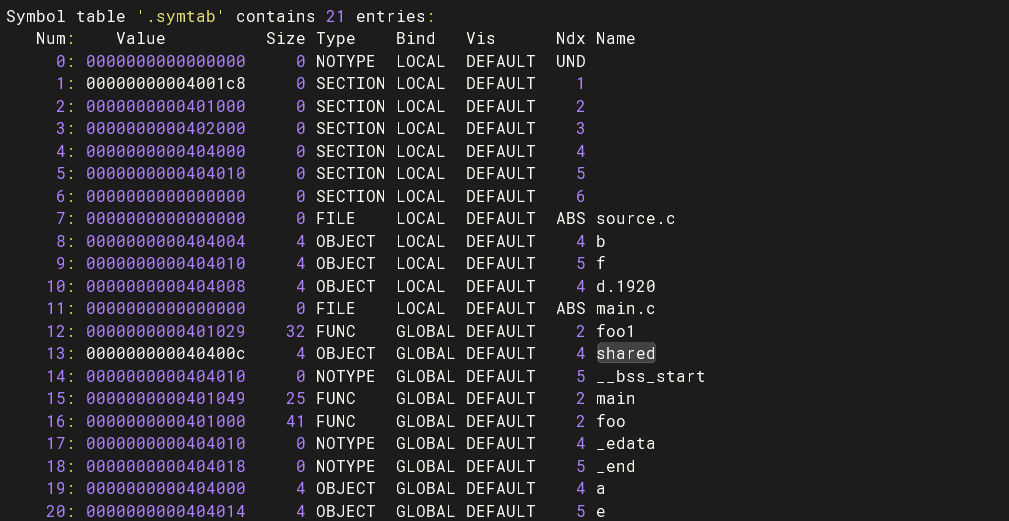 Symbol table '.symtab' contains 21 entries:
   Num:    Value          Size Type    Bind   Vis      Ndx Name
     0: 0000000000000000     0 NOTYPE  LOCAL  DEFAULT  UND
     1: 00000000004001c8     0 SECTION LOCAL  DEFAULT    1
     2: 0000000000401000     0 SECTION LOCAL  DEFAULT    2
     3: 0000000000402000     0 SECTION LOCAL  DEFAULT    3
     4: 0000000000404000     0 SECTION LOCAL  DEFAULT    4
     5: 0000000000404010     0 SECTION LOCAL  DEFAULT    5
     6: 0000000000000000     0 SECTION LOCAL  DEFAULT    6
     7: 0000000000000000     0 FILE    LOCAL  DEFAULT  ABS source.c
     8: 0000000000404004     4 OBJECT  LOCAL  DEFAULT    4 b
     9: 0000000000404010     4 OBJECT  LOCAL  DEFAULT    5 f
    10: 0000000000404008     4 OBJECT  LOCAL  DEFAULT    4 d.1920
    11: 0000000000000000     0 FILE    LOCAL  DEFAULT  ABS main.c
    12: 0000000000401029    32 FUNC    GLOBAL DEFAULT    2 foo1
    13: 000000000040400c     4 OBJECT  GLOBAL DEFAULT    4 shared
    14: 0000000000404010     0 NOTYPE  GLOBAL DEFAULT    5 __bss_start
    15: 0000000000401049    25 FUNC    GLOBAL DEFAULT    2 main
    16: 0000000000401000    41 FUNC    GLOBAL DEFAULT    2 foo
    17: 0000000000404010     0 NOTYPE  GLOBAL DEFAULT    4 _edata
    18: 0000000000404018     0 NOTYPE  GLOBAL DEFAULT    5 _end
    19: 0000000000404000     4 OBJECT  GLOBAL DEFAULT    4 a
    20: 0000000000404014     4 OBJECT  GLOBAL DEFAULT    5 e